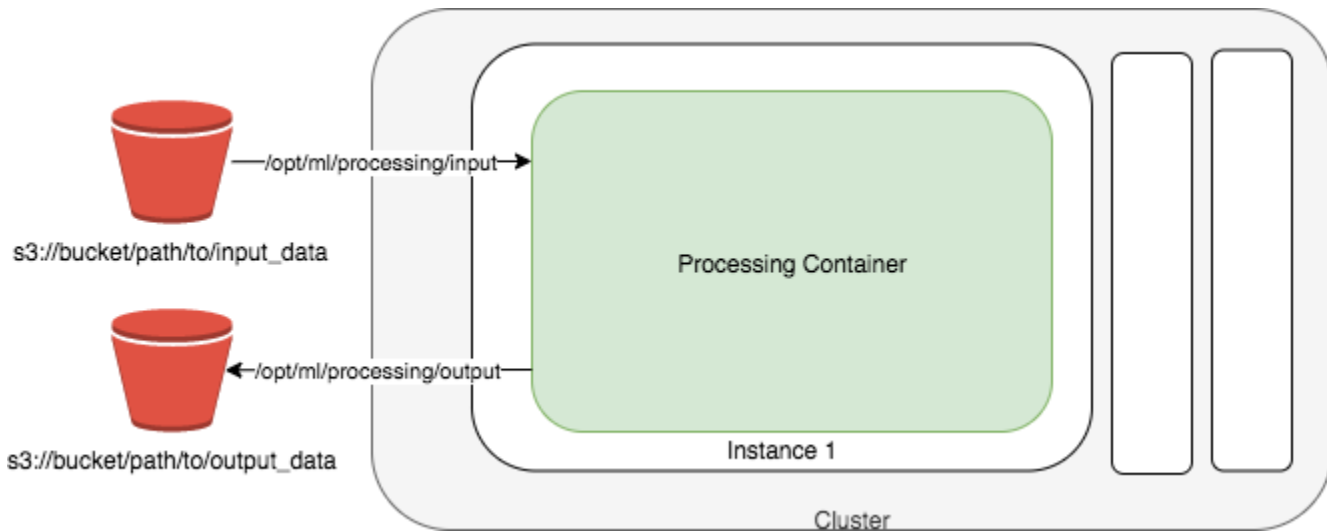 /opt/ml/processing/input
s3://bucket/path/to/input_data
Processing Container
/opt/ml/processing/output
s3://bucket/path/to/output_data
Instance 1
Cluster